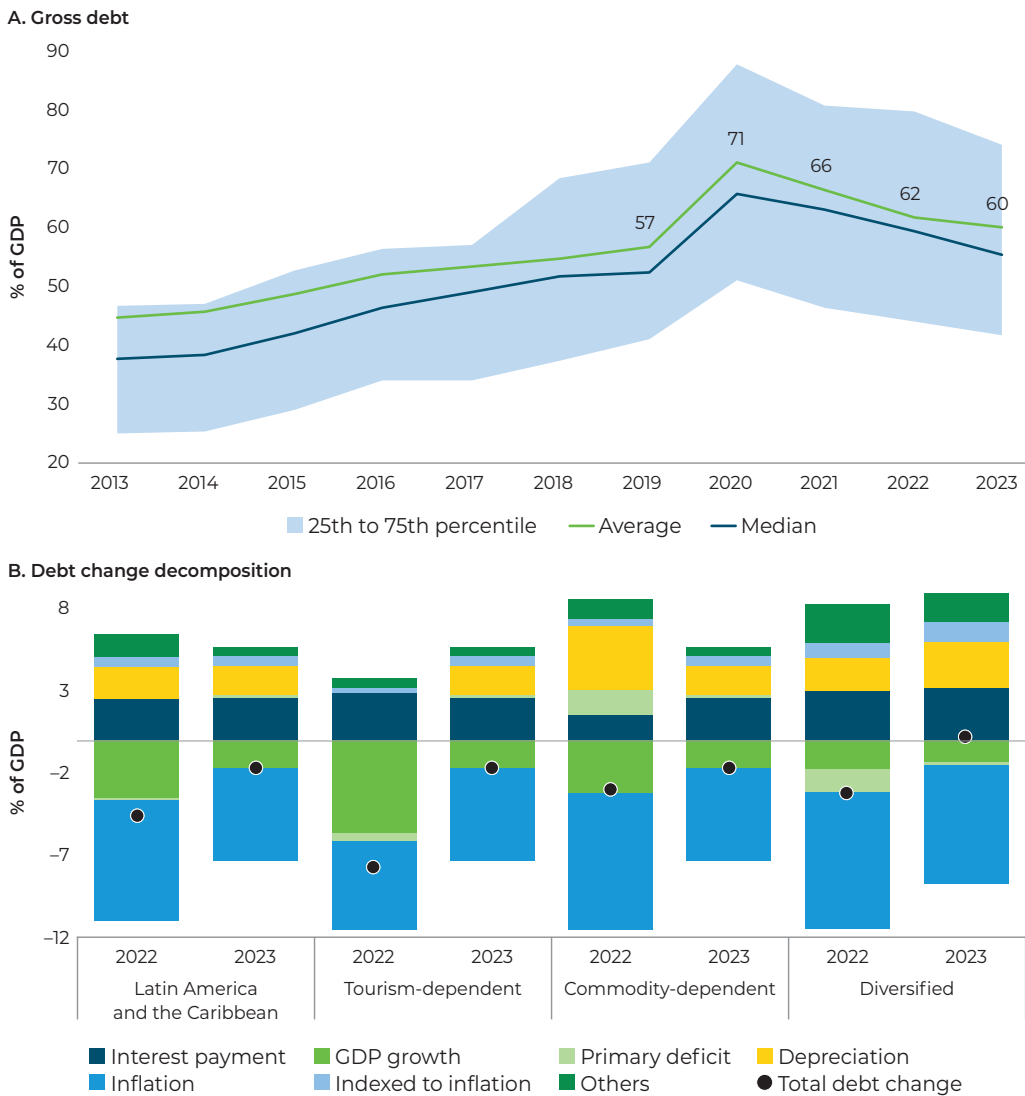 A. Gross debt
90
80
70
60
50
40
30
20
% of GDP
57
71
66
62
60
2013 2014 2015 2016 2017 2018 2019 2020 2021 2022 2023
25th to 75th percentile Average Median
B. Debt change decomposition
8
3
−2
−7
−12
% of GDP
2022 2023 2022 2023 2022 2023 2022 2023
Latin America and the Caribbean
Tourism-dependent
Commodity-dependent
Diversified
Interest payment GDP growth Primary deficit Depreciation
Inflation Indexed to inflation Others Total debt change